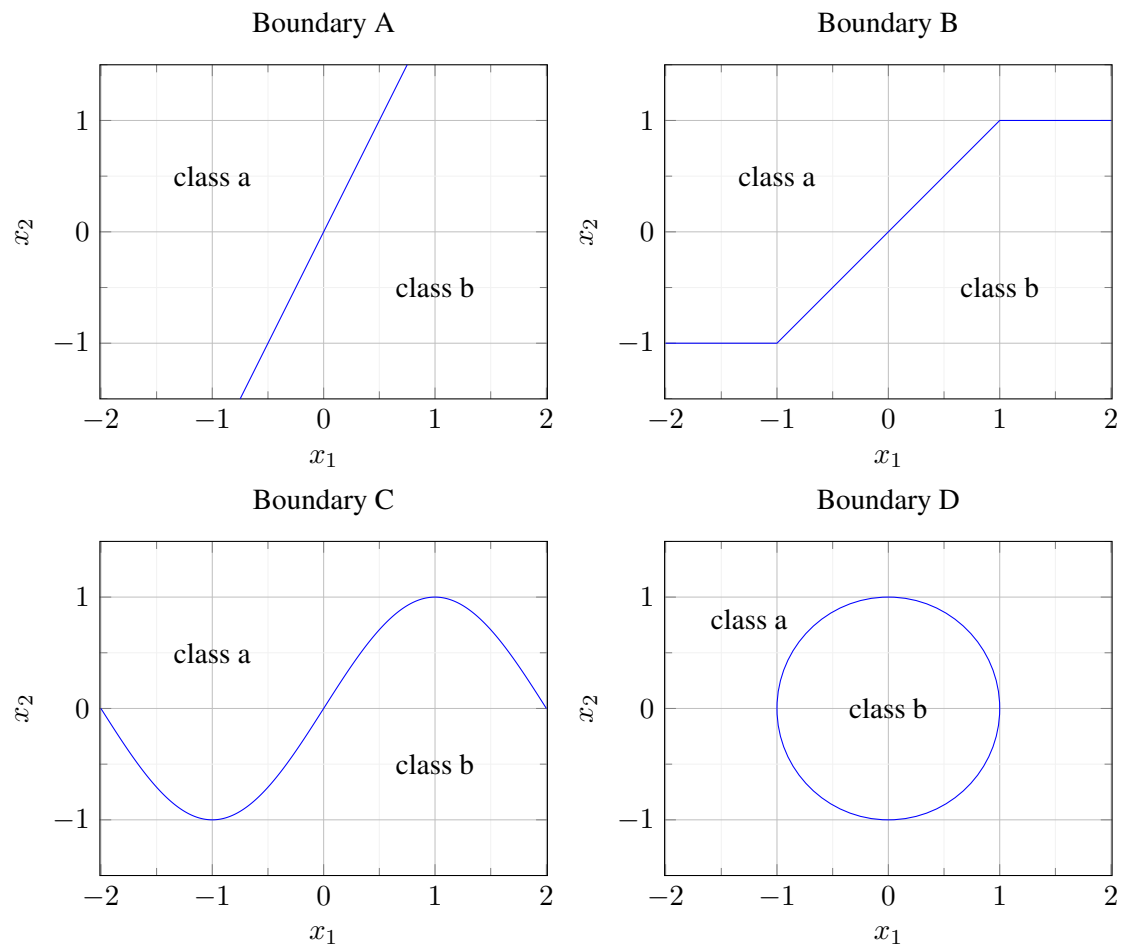 Boundary A
1
0
−1
x₂
class a
class b
−2 −1 0 1 2
x₁
Boundary B
1
0
−1
x₂
class a
class b
−2 −1 0 1 2
x₁
Boundary C
1
0
−1
x₂
class a
class b
−2 −1 0 1 2
x₁
Boundary D
1
0
−1
x₂
class a
class b
−2 −1 0 1 2
x₁